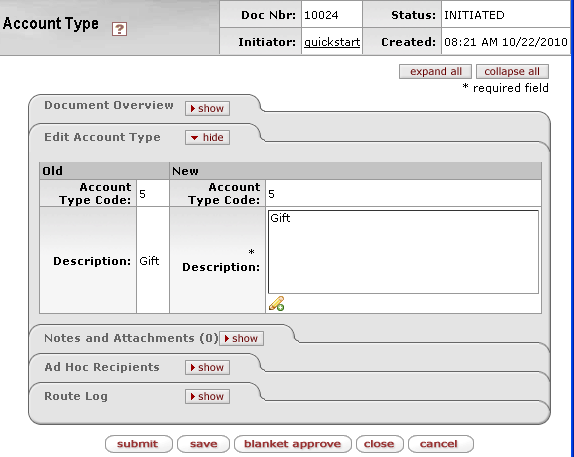 Account Type ?
Doc Nbr: 10024 Status: INITIATED
Initiator: quickstart Created: 08:21 AM 10/22/2010
expand all collapse all
* required field
Document Overview show
Edit Account Type hide
Old New
Account Type Code: 5 Account Type Code: 5
Description: Gift * Description: Gift
Notes and Attachments (0) show
Ad Hoc Recipients show
Route Log show
submit save blanket approve close cancel